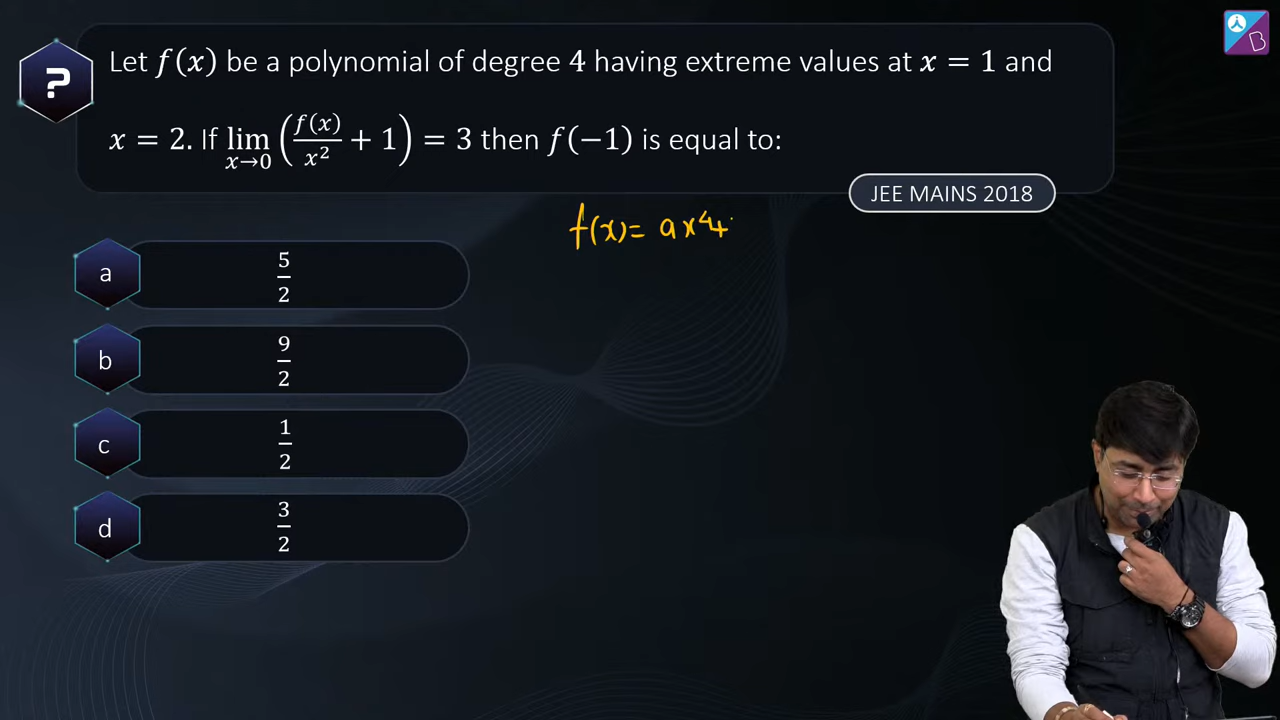 Let f(x) be a polynomial of degree 4 having extreme values at x = 1 and
x = 2. If lim_{x→0} (f(x)/x² + 1) = 3 then f(−1) is equal to:
JEE MAINS 2018
?
f(x) = ax⁴+
a 5/2
b 9/2
c 1/2
d 3/2
B